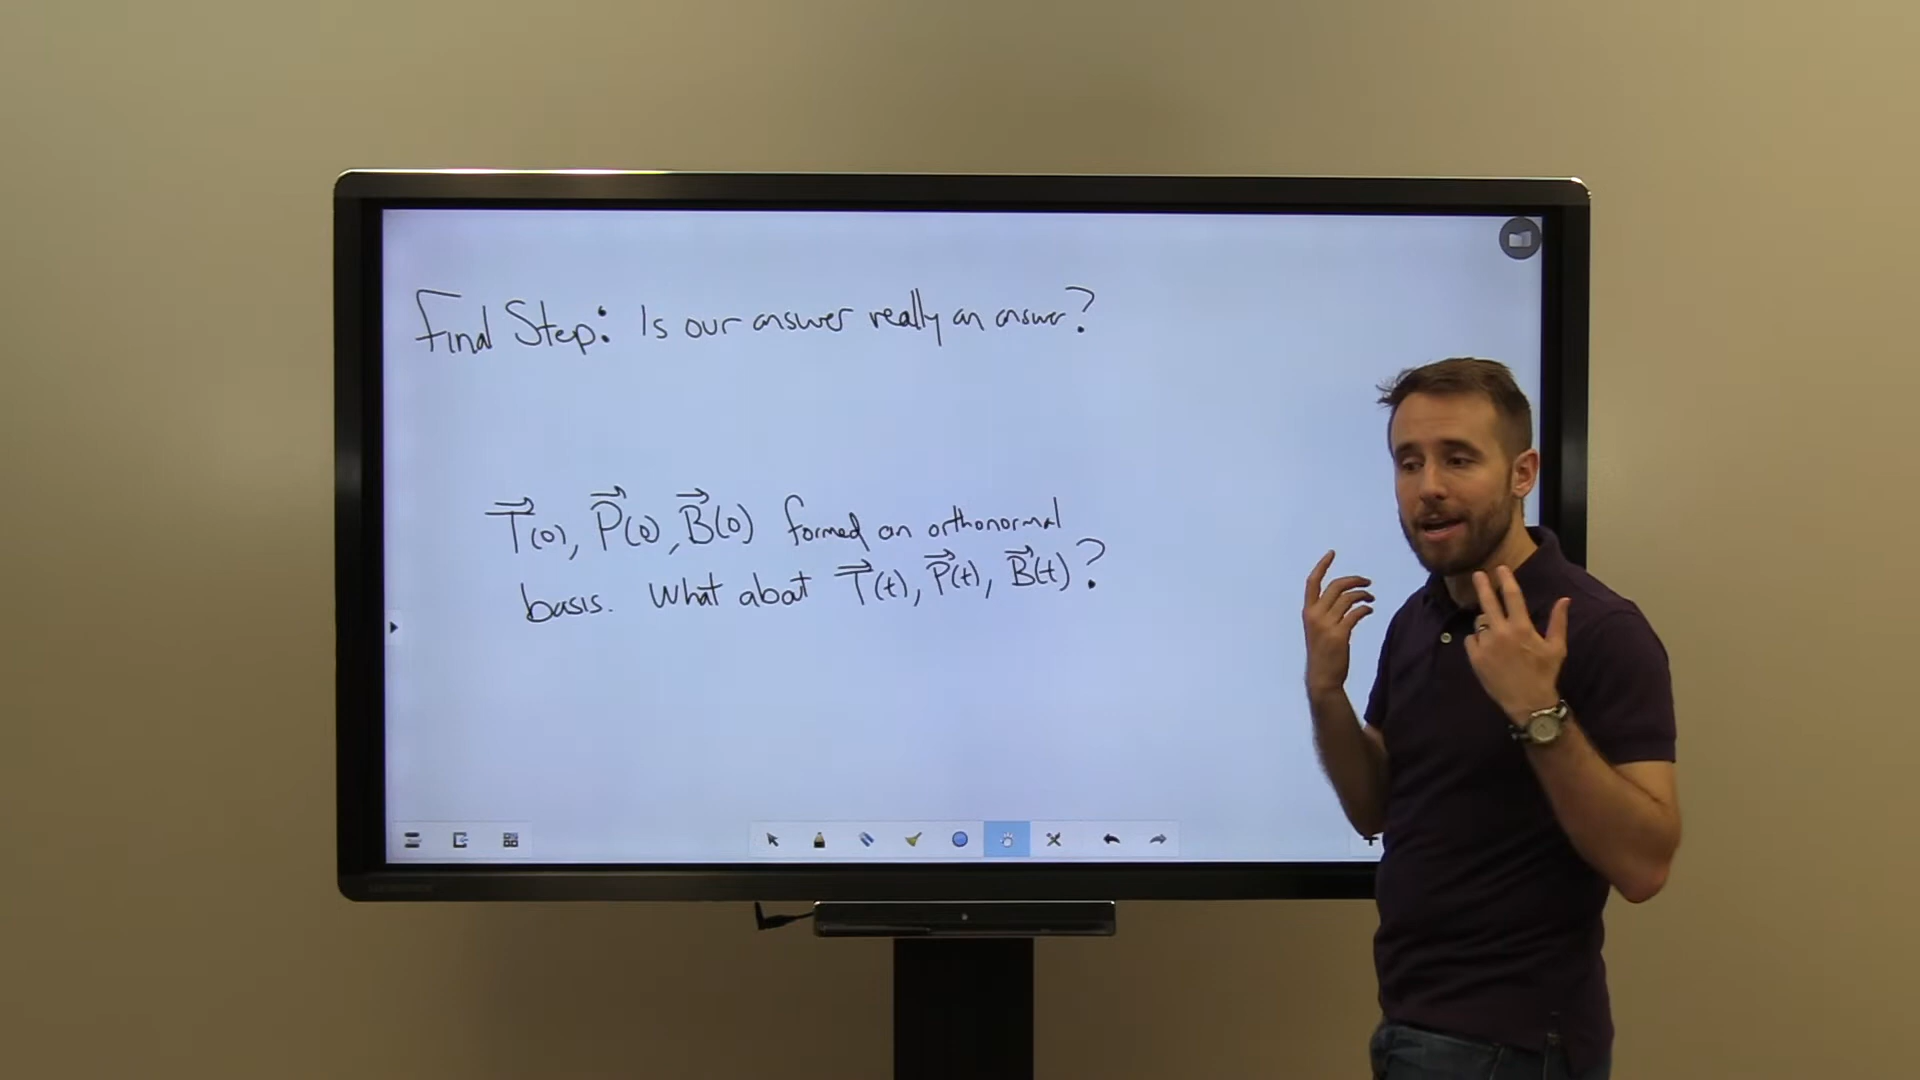 Final Step: Is our answer really an answer?
T⃗(0), P⃗(0), B⃗(0) formed an orthonormal
basis. What about T⃗(t), P⃗(t), B⃗(t)?